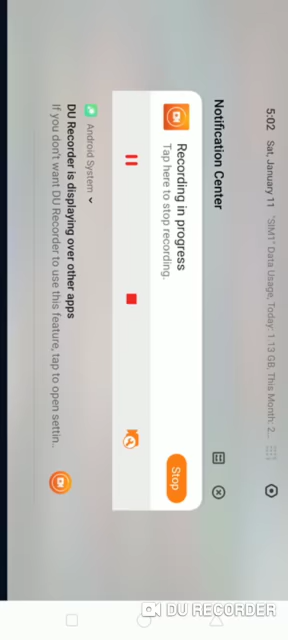 5:02 Sat, January 11 "SIM1" Data Usage, Today: 1.13 GB, This Month: 2...
Notification Center
Recording in progress
Tap here to stop recording.
Stop
Android System
DU Recorder is displaying over other apps
If you don't want DU Recorder to use this feature, tap to open settin..
DU RECORDER